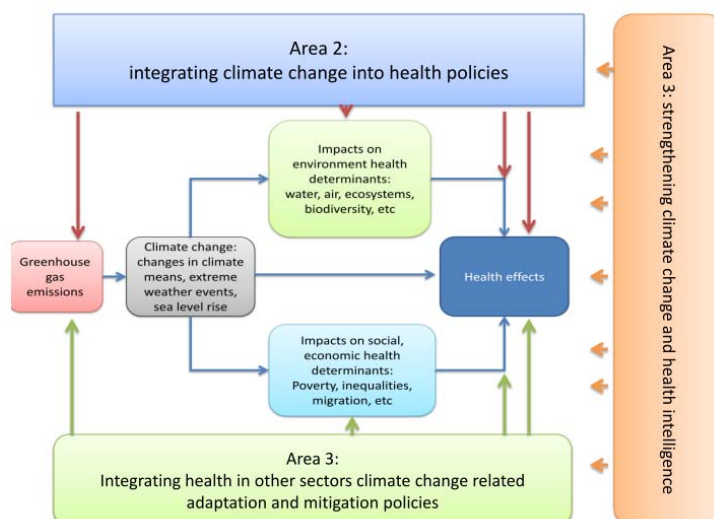 Area 2:
integrating climate change into health policies
Impacts on
environment health
determinants:
water, air, ecosystems,
biodiversity, etc
Greenhouse
gas
emissions
Climate change:
changes in climate
means, extreme
weather events,
sea level rise
Health effects
Impacts on social,
economic health
determinants:
Poverty, inequalities,
migration, etc
Area 3:
Integrating health in other sectors climate change related
adaptation and mitigation policies
Area 3: strengthening climate change and health intelligence